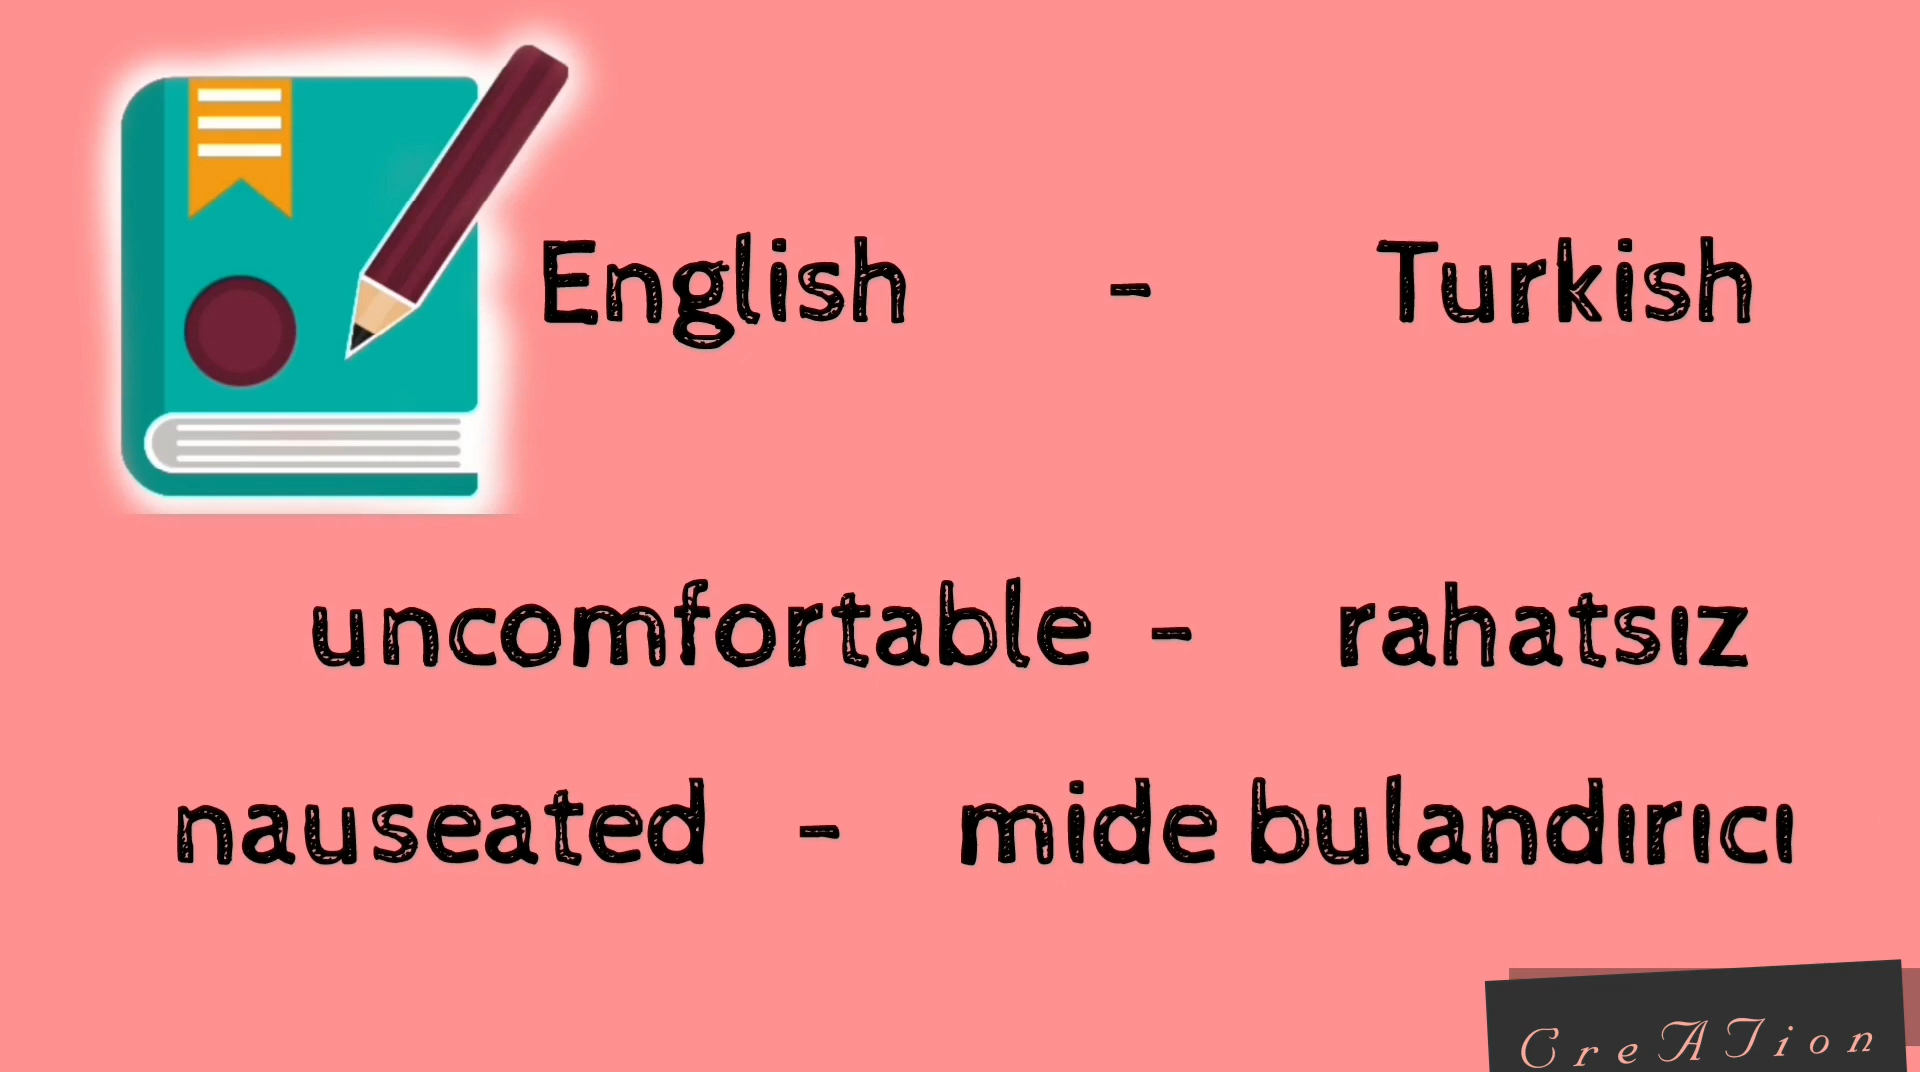 English - Turkish
uncomfortable - rahatsız
nauseated - mide bulandırıcı
CreATion